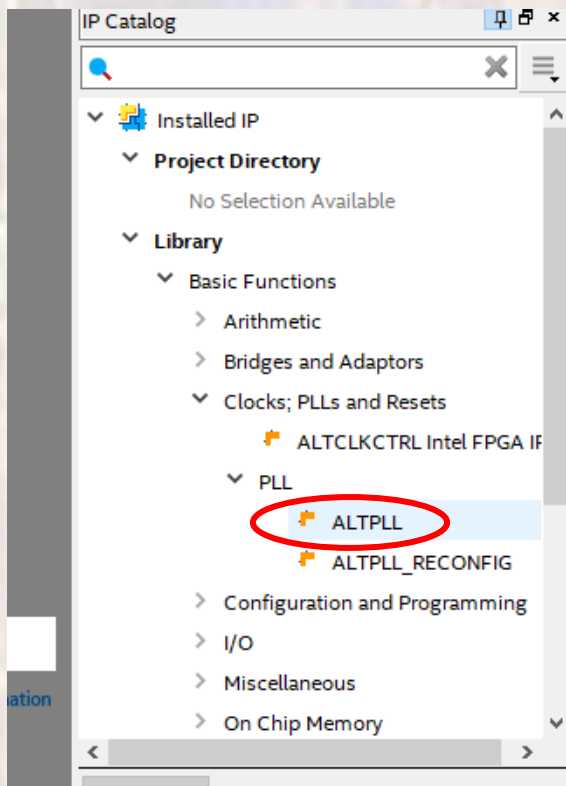 IP Catalog
Installed IP
Project Directory
No Selection Available
Library
Basic Functions
Arithmetic
Bridges and Adaptors
Clocks; PLLs and Resets
ALTCLKCTRL Intel FPGA IP
PLL
ALTPLL
ALTPLL_RECONFIG
Configuration and Programming
I/O
Miscellaneous
ation
On Chip Memory